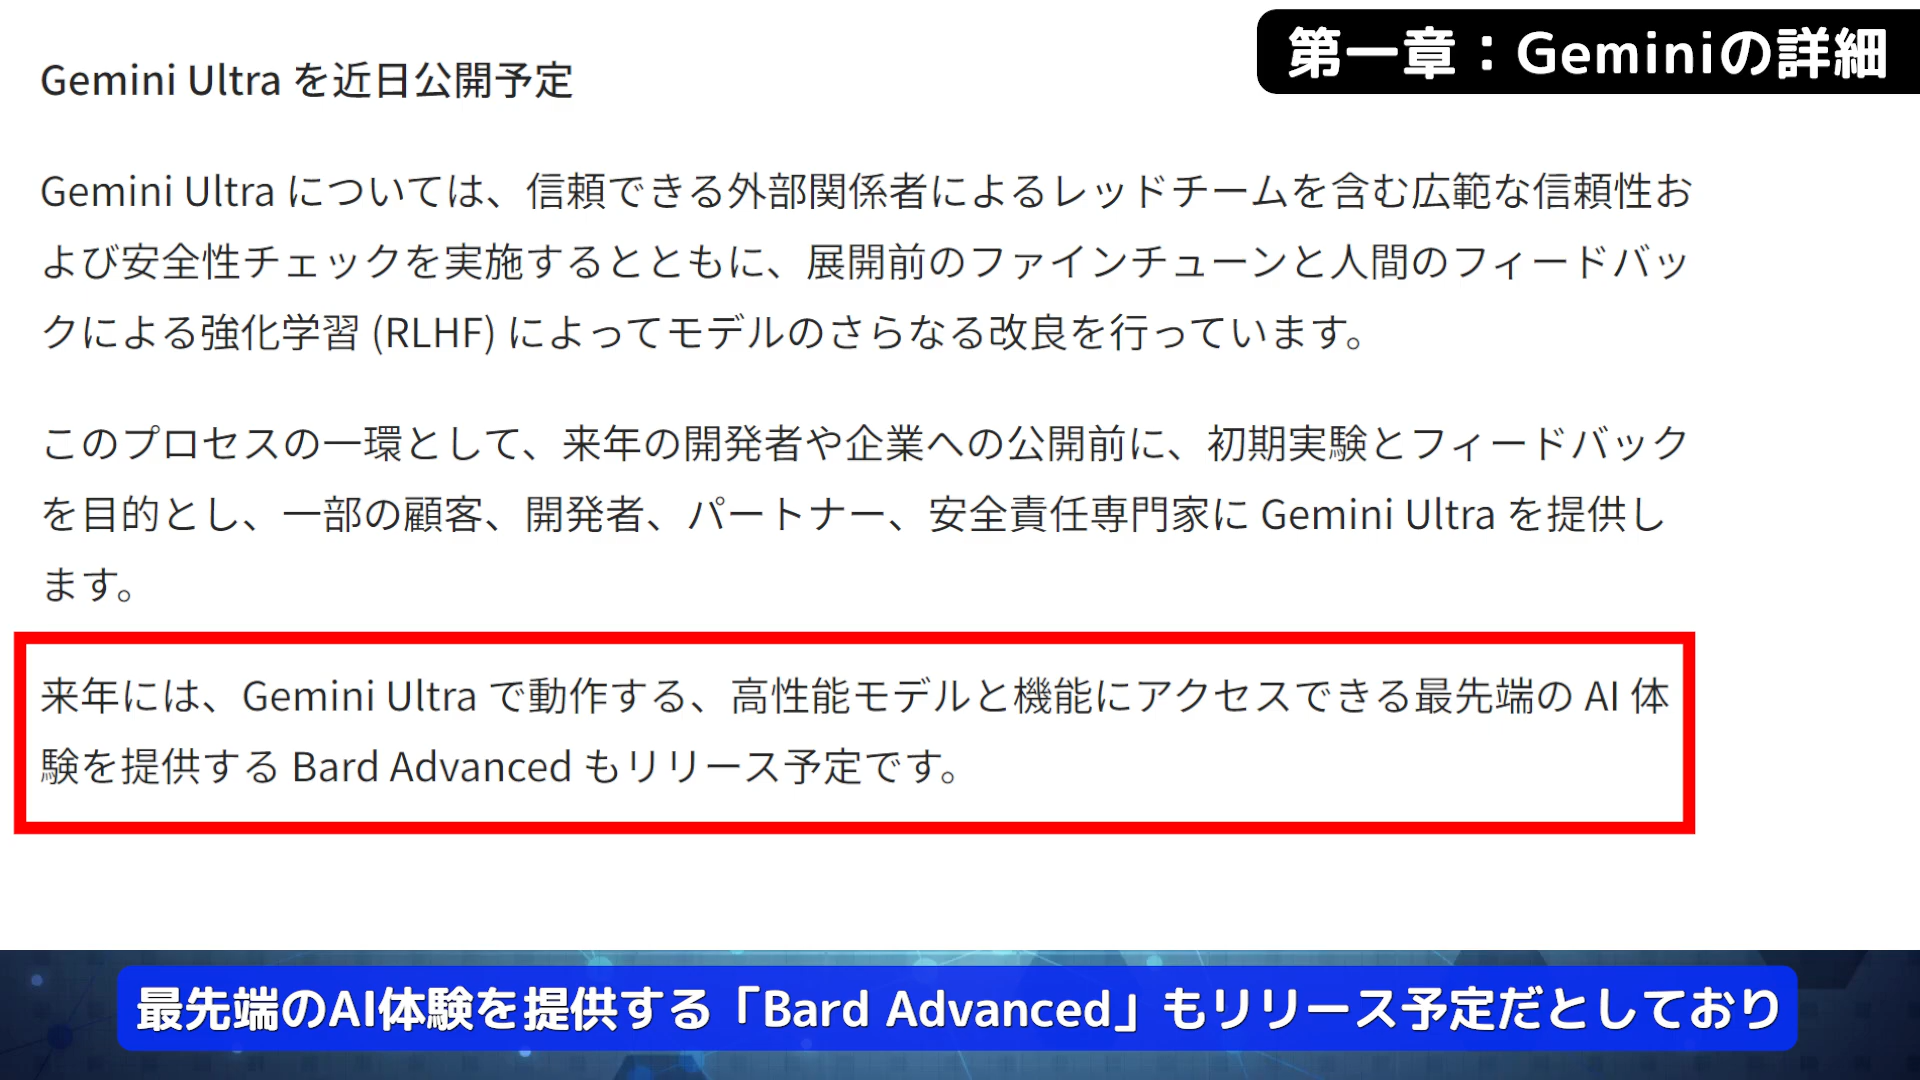 第一章：Geminiの詳細
Gemini Ultra を近日公開予定
Gemini Ultra については、信頼できる外部関係者によるレッドチームを含む広範な信頼性お
よび安全性チェックを実施するとともに、展開前のファインチューンと人間のフィードバッ
クによる強化学習 (RLHF) によってモデルのさらなる改良を行っています。
このプロセスの一環として、来年の開発者や企業への公開前に、初期実験とフィードバック
を目的とし、一部の顧客、開発者、パートナー、安全責任専門家に Gemini Ultra を提供し
ます。
来年には、Gemini Ultra で動作する、高性能モデルと機能にアクセスできる最先端の AI 体
験を提供する Bard Advanced もリリース予定です。
最先端のAI体験を提供する「Bard Advanced」もリリース予定だとしており